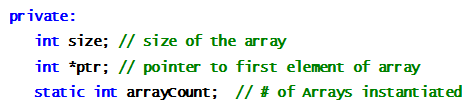 private:
int size; // size of the array
int *ptr; // pointer to first element of array
static int arrayCount;  // # of Arrays instantiated